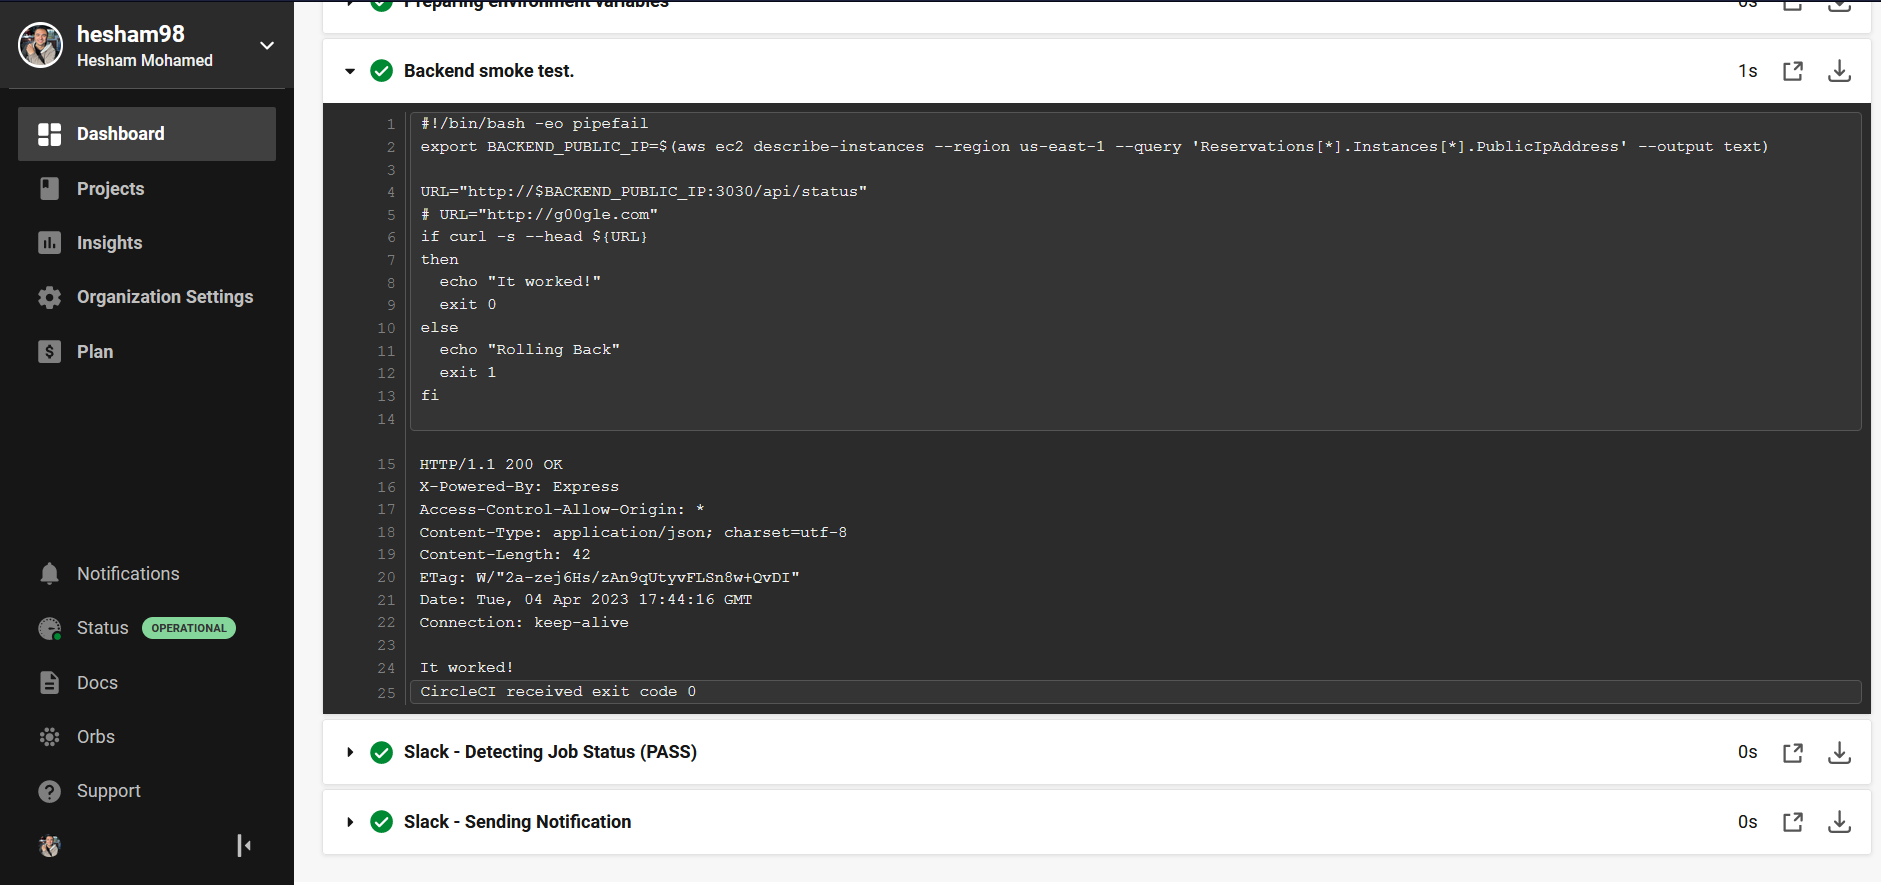 hesham98
Hesham Mohamed
Dashboard
Projects
Insights
Organization Settings
Plan
Notifications
Status OPERATIONAL
Docs
Orbs
Support
Preparing environment variables 0s
Backend smoke test. 1s
1 #!/bin/bash -eo pipefail
2 export BACKEND_PUBLIC_IP=$(aws ec2 describe-instances --region us-east-1 --query 'Reservations[*].Instances[*].PublicIpAddress' --output text)
3
4 URL="http://$BACKEND_PUBLIC_IP:3030/api/status"
5 # URL="http://g00gle.com"
6 if curl -s --head ${URL}
7 then
8 echo "It worked!"
9 exit 0
10 else
11 echo "Rolling Back"
12 exit 1
13 fi
14
15 HTTP/1.1 200 OK
16 X-Powered-By: Express
17 Access-Control-Allow-Origin: *
18 Content-Type: application/json; charset=utf-8
19 Content-Length: 42
20 ETag: W/"2a-zej6Hs/zAn9qUtyvFLSn8w+QvDI"
21 Date: Tue, 04 Apr 2023 17:44:16 GMT
22 Connection: keep-alive
23
24 It worked!
25 CircleCI received exit code 0
Slack - Detecting Job Status (PASS) 0s
Slack - Sending Notification 0s